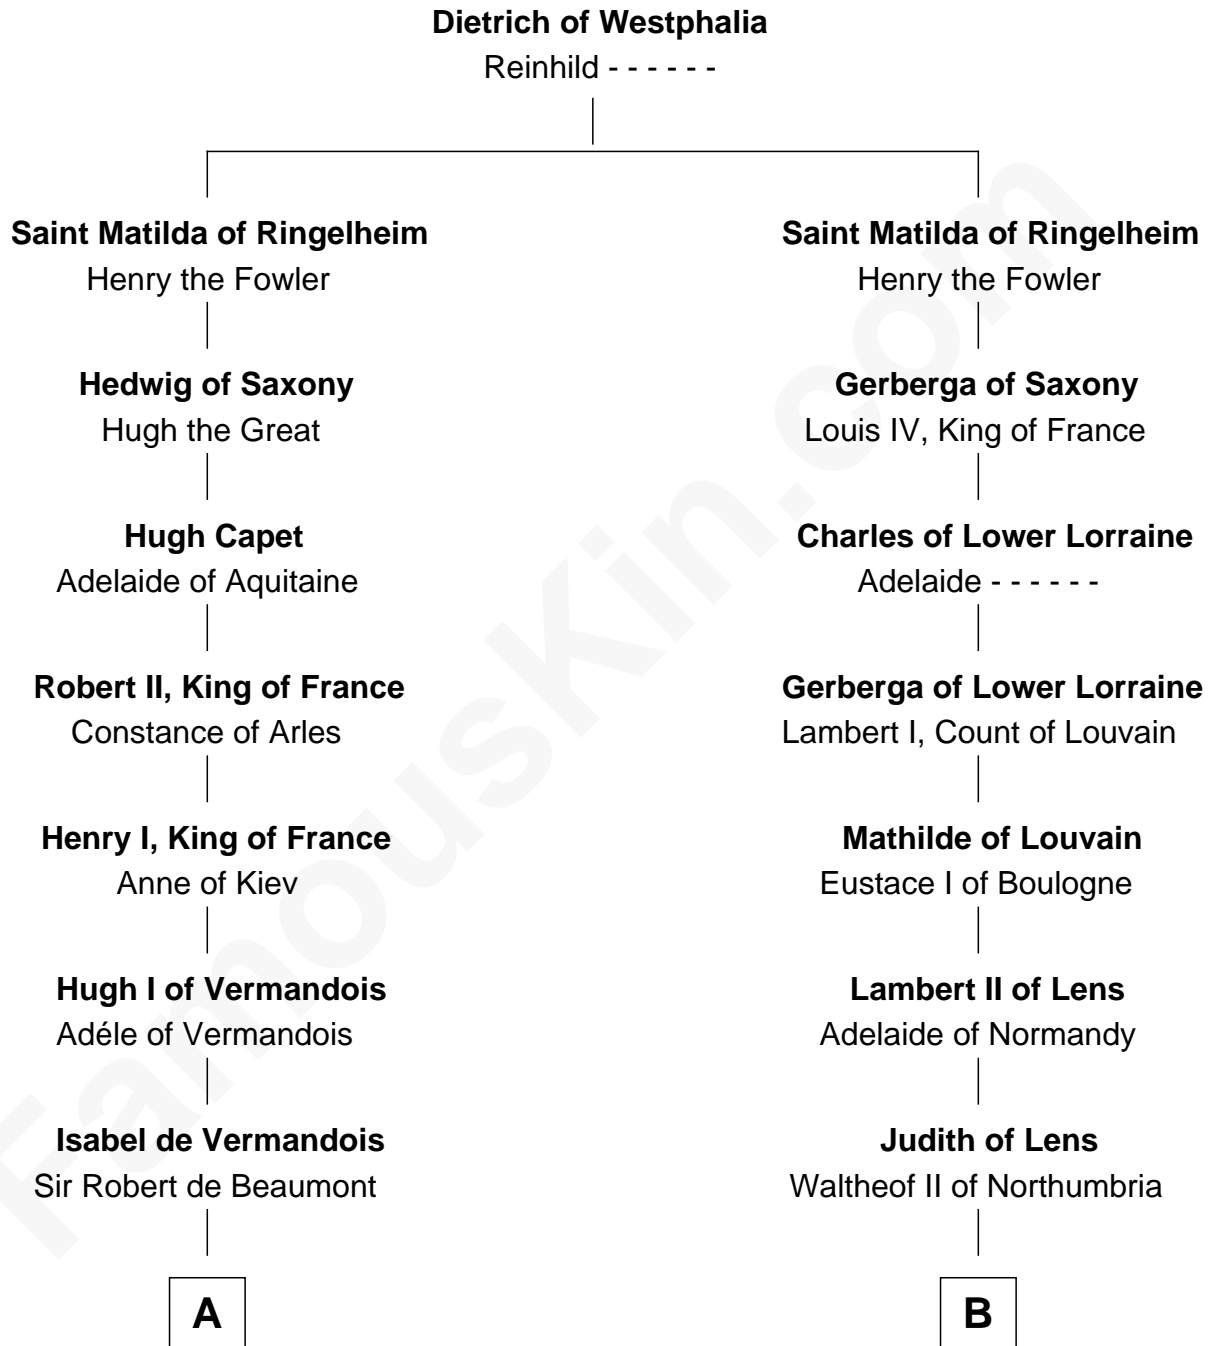 Dietrich of Westphalia
Reinhild - - - - - -
Saint Matilda of Ringelheim
Henry the Fowler
Saint Matilda of Ringelheim
Henry the Fowler
Hedwig of Saxony
Hugh the Great
Gerberga of Saxony
Louis IV, King of France
Hugh Capet
Adelaide of Aquitaine
Charles of Lower Lorraine
Adelaide - - - - - -
Robert II, King of France
Constance of Arles
Gerberga of Lower Lorraine
Lambert I, Count of Louvain
Henry I, King of France
Anne of Kiev
Mathilde of Louvain
Eustace I of Boulogne
Hugh I of Vermandois
Adéle of Vermandois
Lambert II of Lens
Adelaide of Normandy
Isabel de Vermandois
Sir Robert de Beaumont
Judith of Lens
Waltheof II of Northumbria
A
B
FamousKin.com